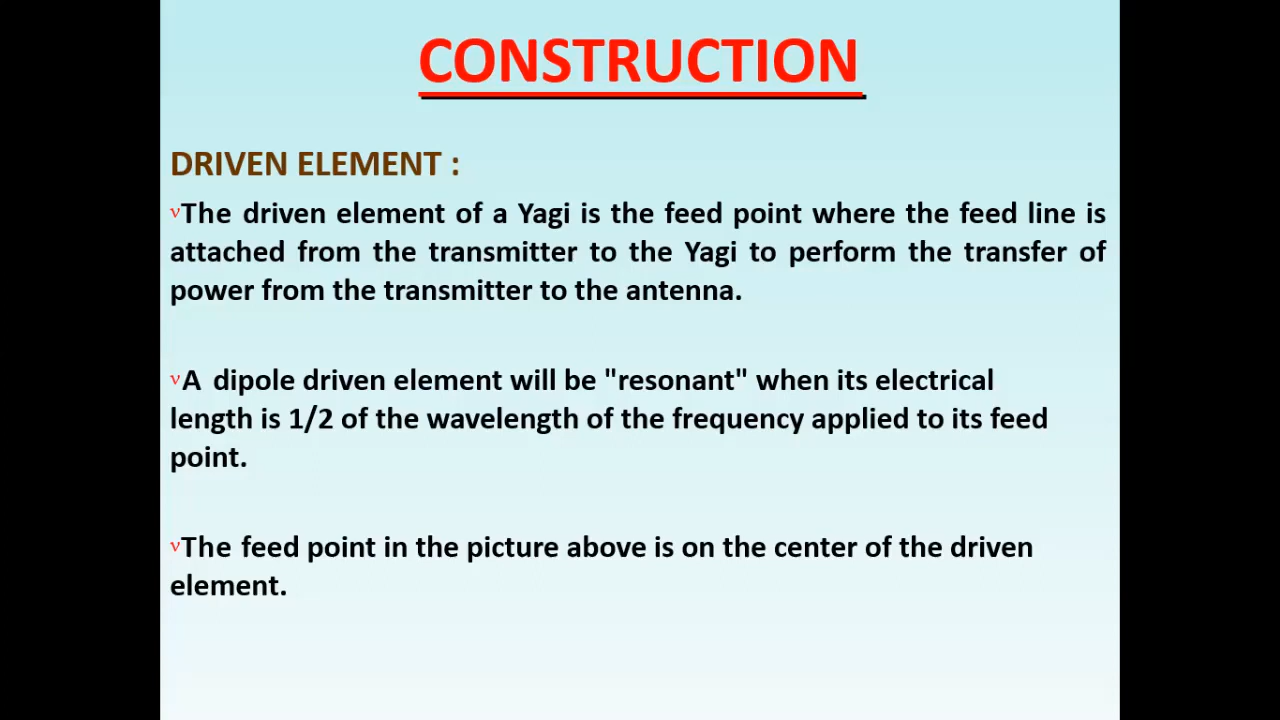 CONSTRUCTION
DRIVEN ELEMENT :
νThe driven element of a Yagi is the feed point where the feed line is
attached from the transmitter to the Yagi to perform the transfer of
power from the transmitter to the antenna.
νA dipole driven element will be "resonant" when its electrical
length is 1/2 of the wavelength of the frequency applied to its feed
point.
νThe feed point in the picture above is on the center of the driven
element.